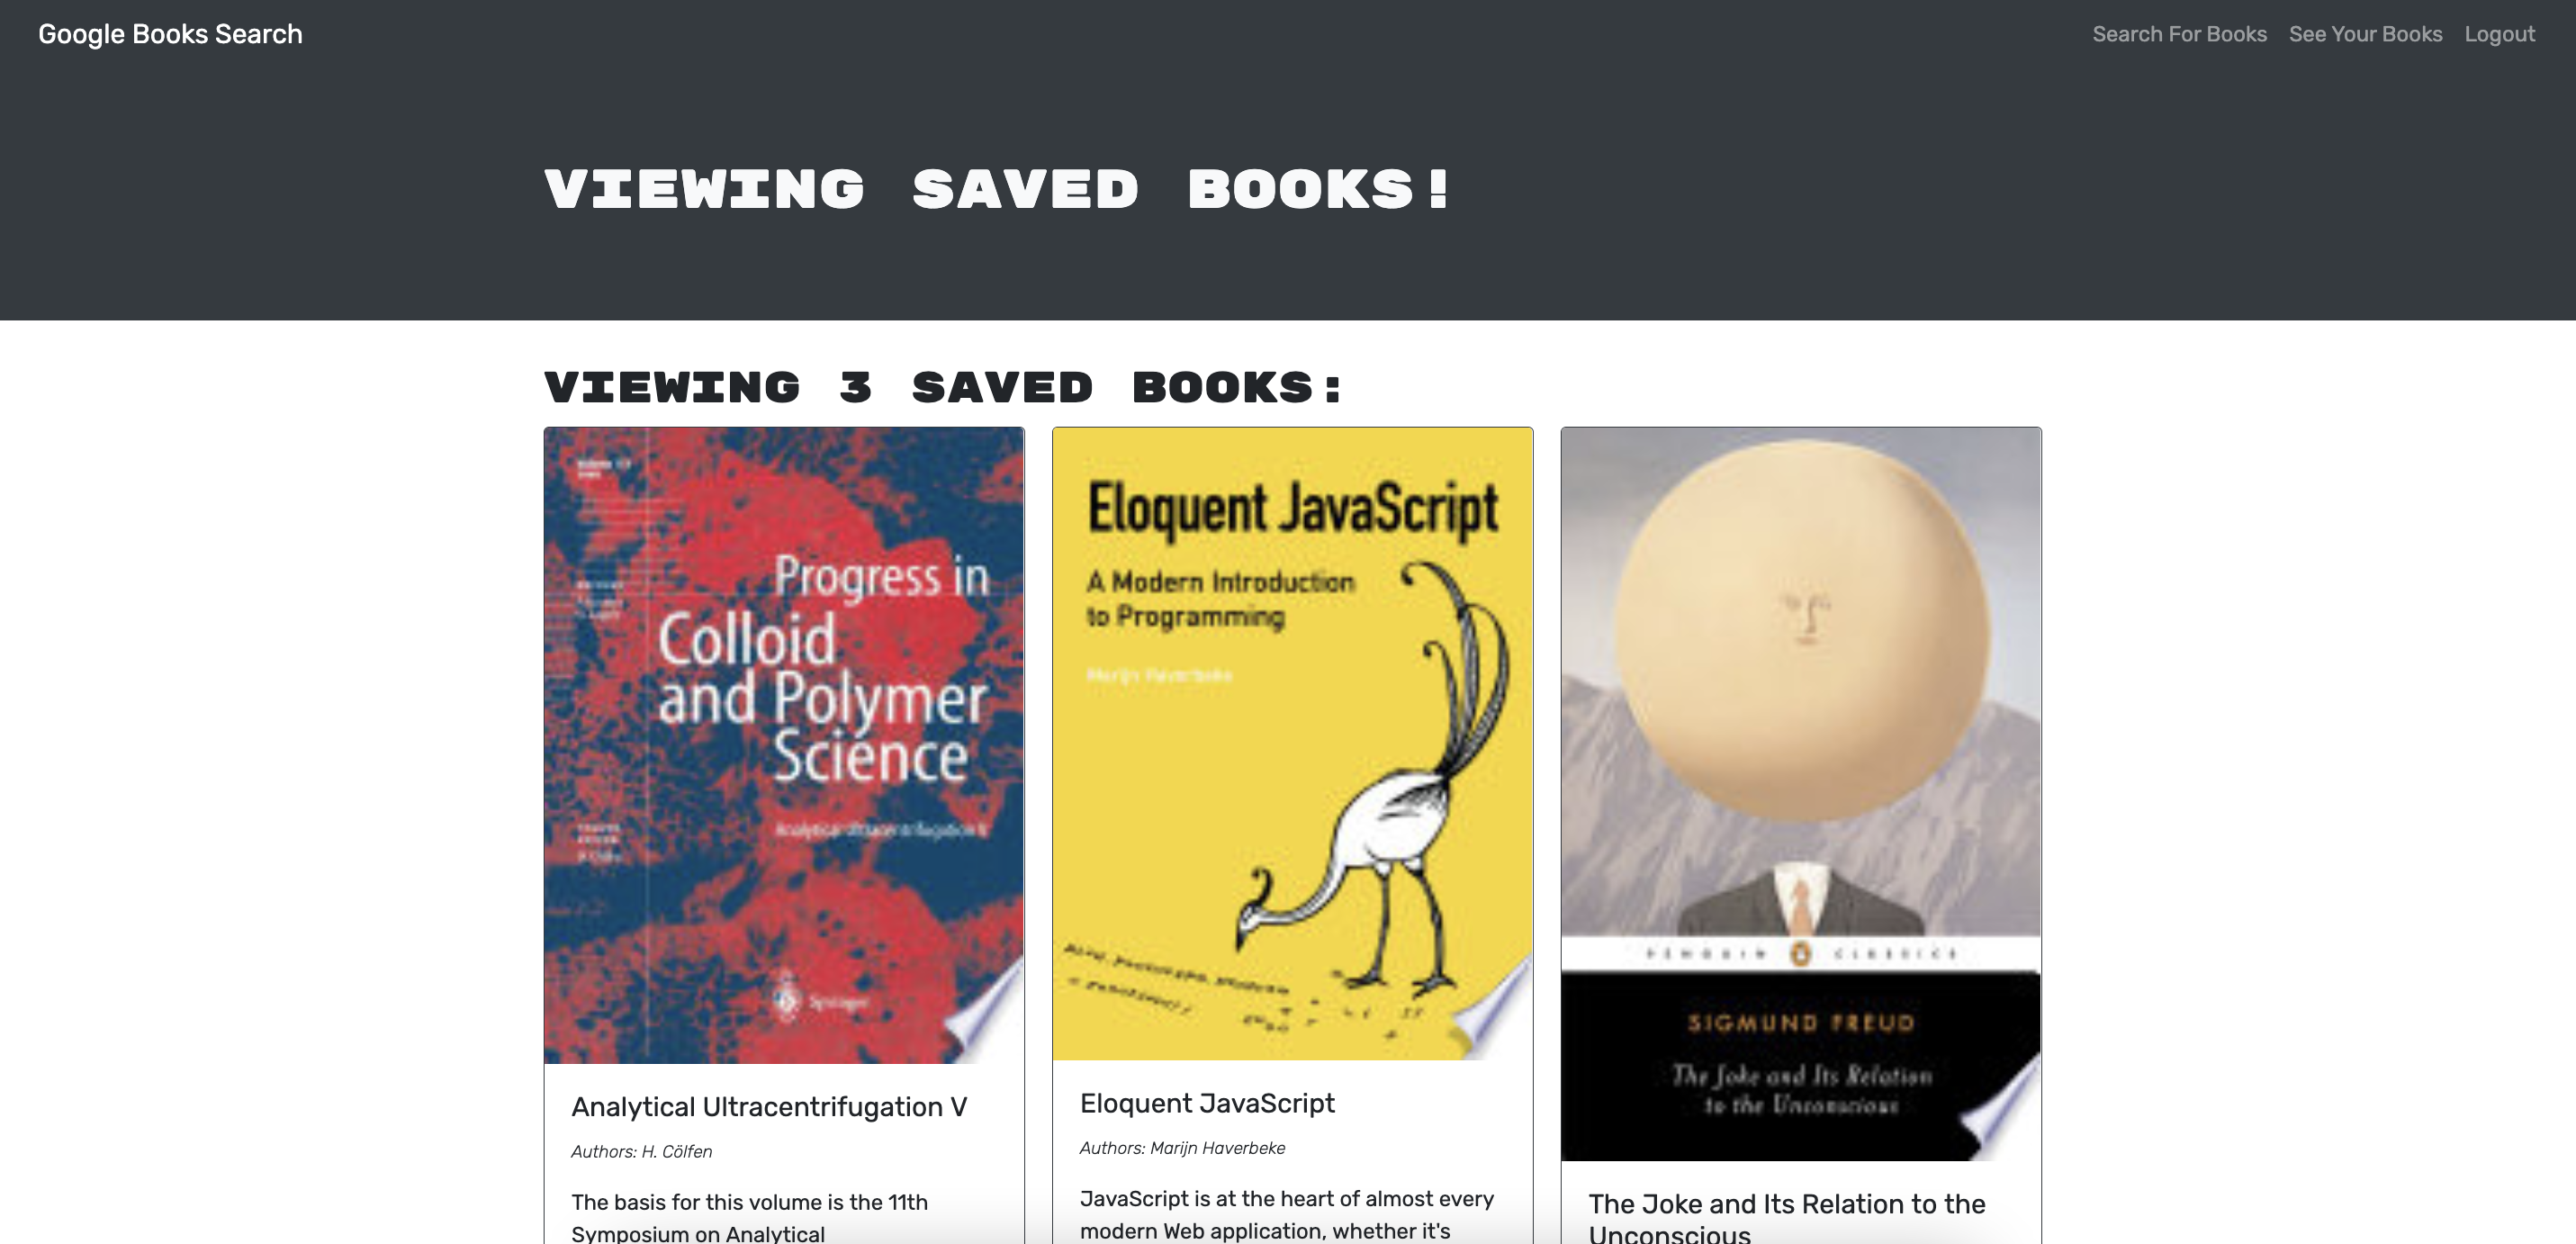 Google Books Search
Search For Books
See Your Books
Logout
VIEWING SAVED BOOKS!
VIEWING 3 SAVED BOOKS:
Progress in
Colloid
and Polymer
Science
Analytical Ultracentrifugation V
Springer
Analytical Ultracentrifugation V
Authors: H. Cölfen
The basis for this volume is the 11th
Symposium on Analytical
Eloquent JavaScript
A Modern Introduction
to Programming
Marijn Haverbeke
Eloquent JavaScript
Authors: Marijn Haverbeke
JavaScript is at the heart of almost every
modern Web application, whether it's
PENGUIN CLASSICS
SIGMUND FREUD
The Joke and Its Relation
to the Unconscious
The Joke and Its Relation to the
Unconscious